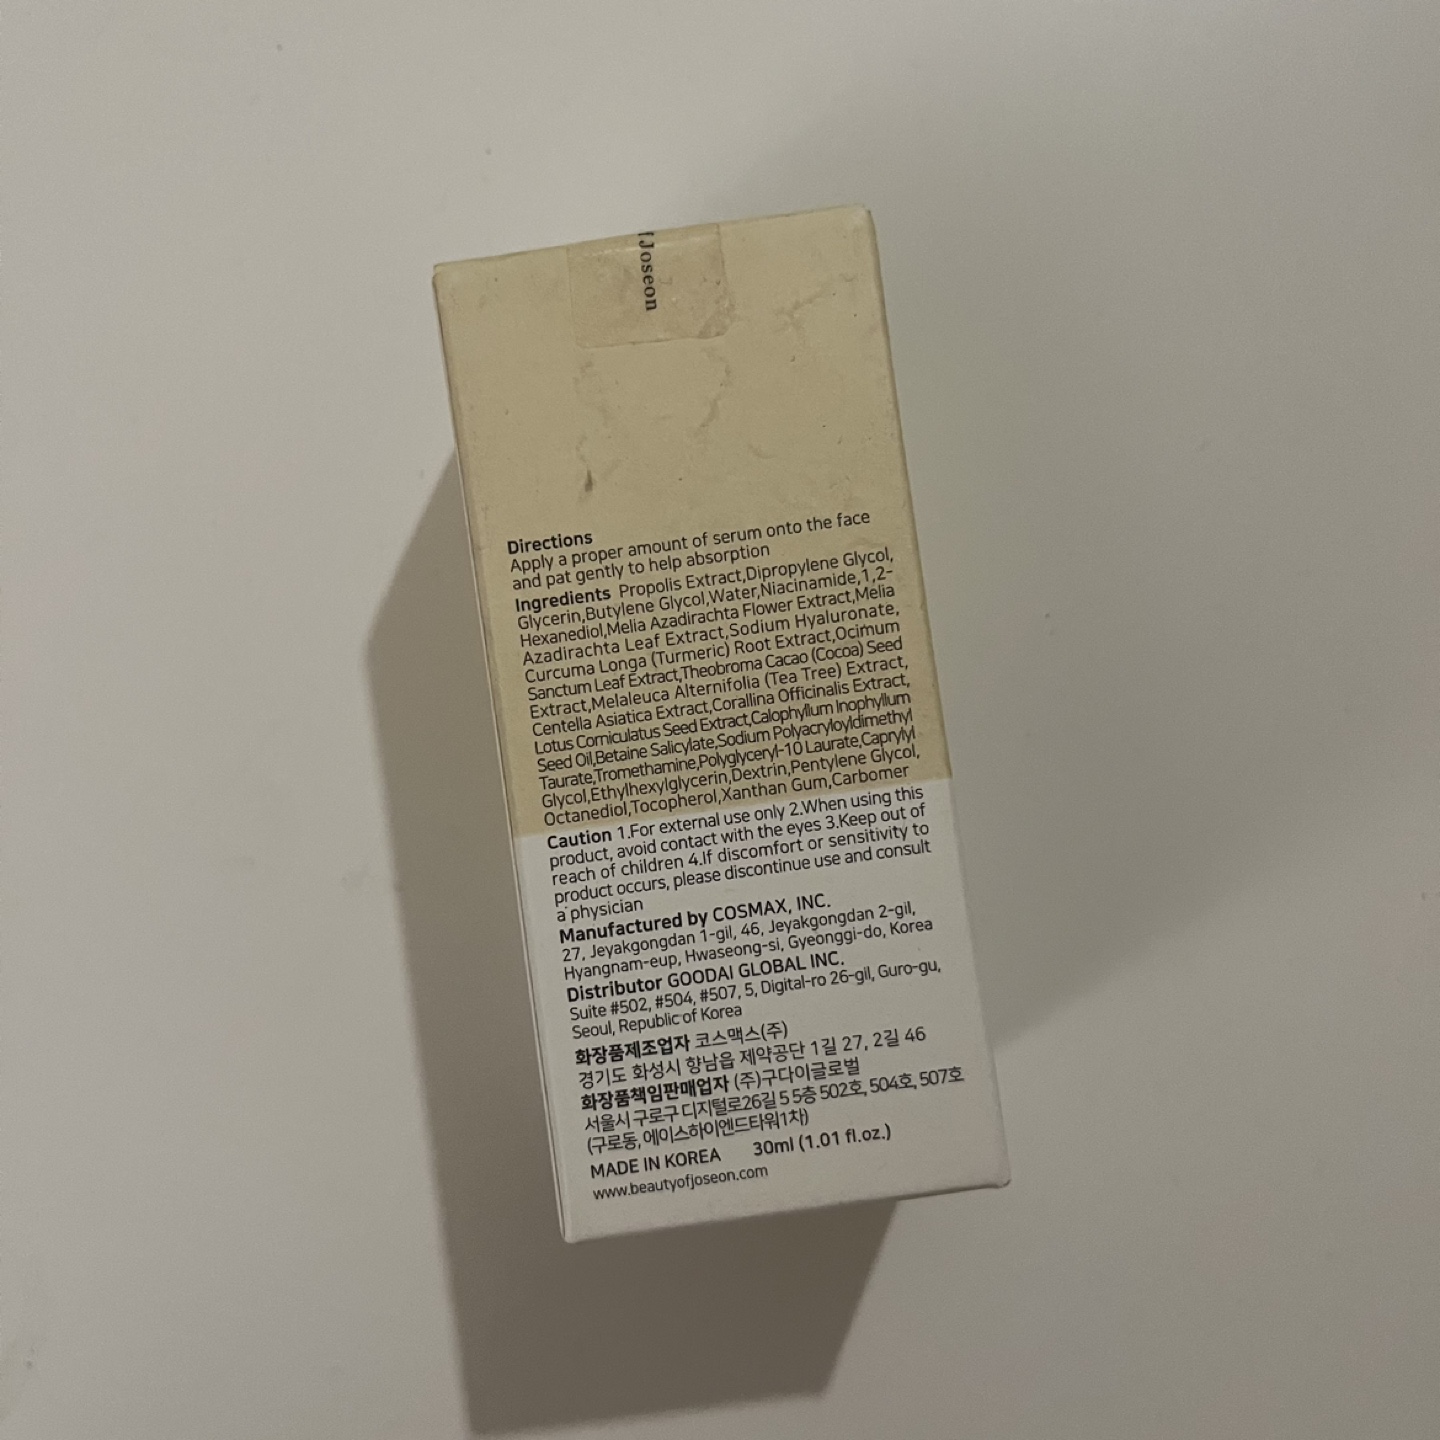 f Joseon
Directions
Apply a proper amount of serum onto the face
and pat gently to help absorption
Ingredients Propolis Extract,Dipropylene Glycol,
Glycerin,Butylene Glycol,Water,Niacinamide,1,2-
Hexanediol,Melia Azadirachta Flower Extract,Melia
Azadirachta Leaf Extract,Sodium Hyaluronate,
Curcuma Longa (Turmeric) Root Extract,Ocimum
Sanctum Leaf Extract,Theobroma Cacao (Cocoa) Seed
Extract,Melaleuca Alternifolia (Tea Tree) Extract,
Centella Asiatica Extract,Corallina Officinalis Extract,
Lotus Corniculatus Seed Extract,Calophyllum Inophyllum
Seed Oil,Betaine Salicylate,Sodium Polyacryloyldimethyl
Taurate,Tromethamine,Polyglyceryl-10 Laurate,Caprylyl
Glycol,Ethylhexylglycerin,Dextrin,Pentylene Glycol,
Octanediol,Tocopherol,Xanthan Gum,Carbomer
Caution 1.For external use only 2.When using this
product, avoid contact with the eyes 3.Keep out of
reach of children 4.If discomfort or sensitivity to
product occurs, please discontinue use and consult
a physician
Manufactured by COSMAX, INC.
27, Jeyakgongdan 1-gil, 46, Jeyakgongdan 2-gil,
Hyangnam-eup, Hwaseong-si, Gyeonggi-do, Korea
Distributor GOODAI GLOBAL INC.
Suite #502, #504, #507, 5, Digital-ro 26-gil, Guro-gu,
Seoul, Republic of Korea
화장품제조업자 코스맥스(주)
경기도 화성시 향남읍 제약공단 1길 27, 2길 46
화장품책임판매업자 (주)구다이글로벌
서울시 구로구 디지털로26길 5 5층 502호, 504호, 507호
(구로동, 에이스하이엔드타워1차)
MADE IN KOREA 30ml (1.01 fl.oz.)
www.beautyofjoseon.com